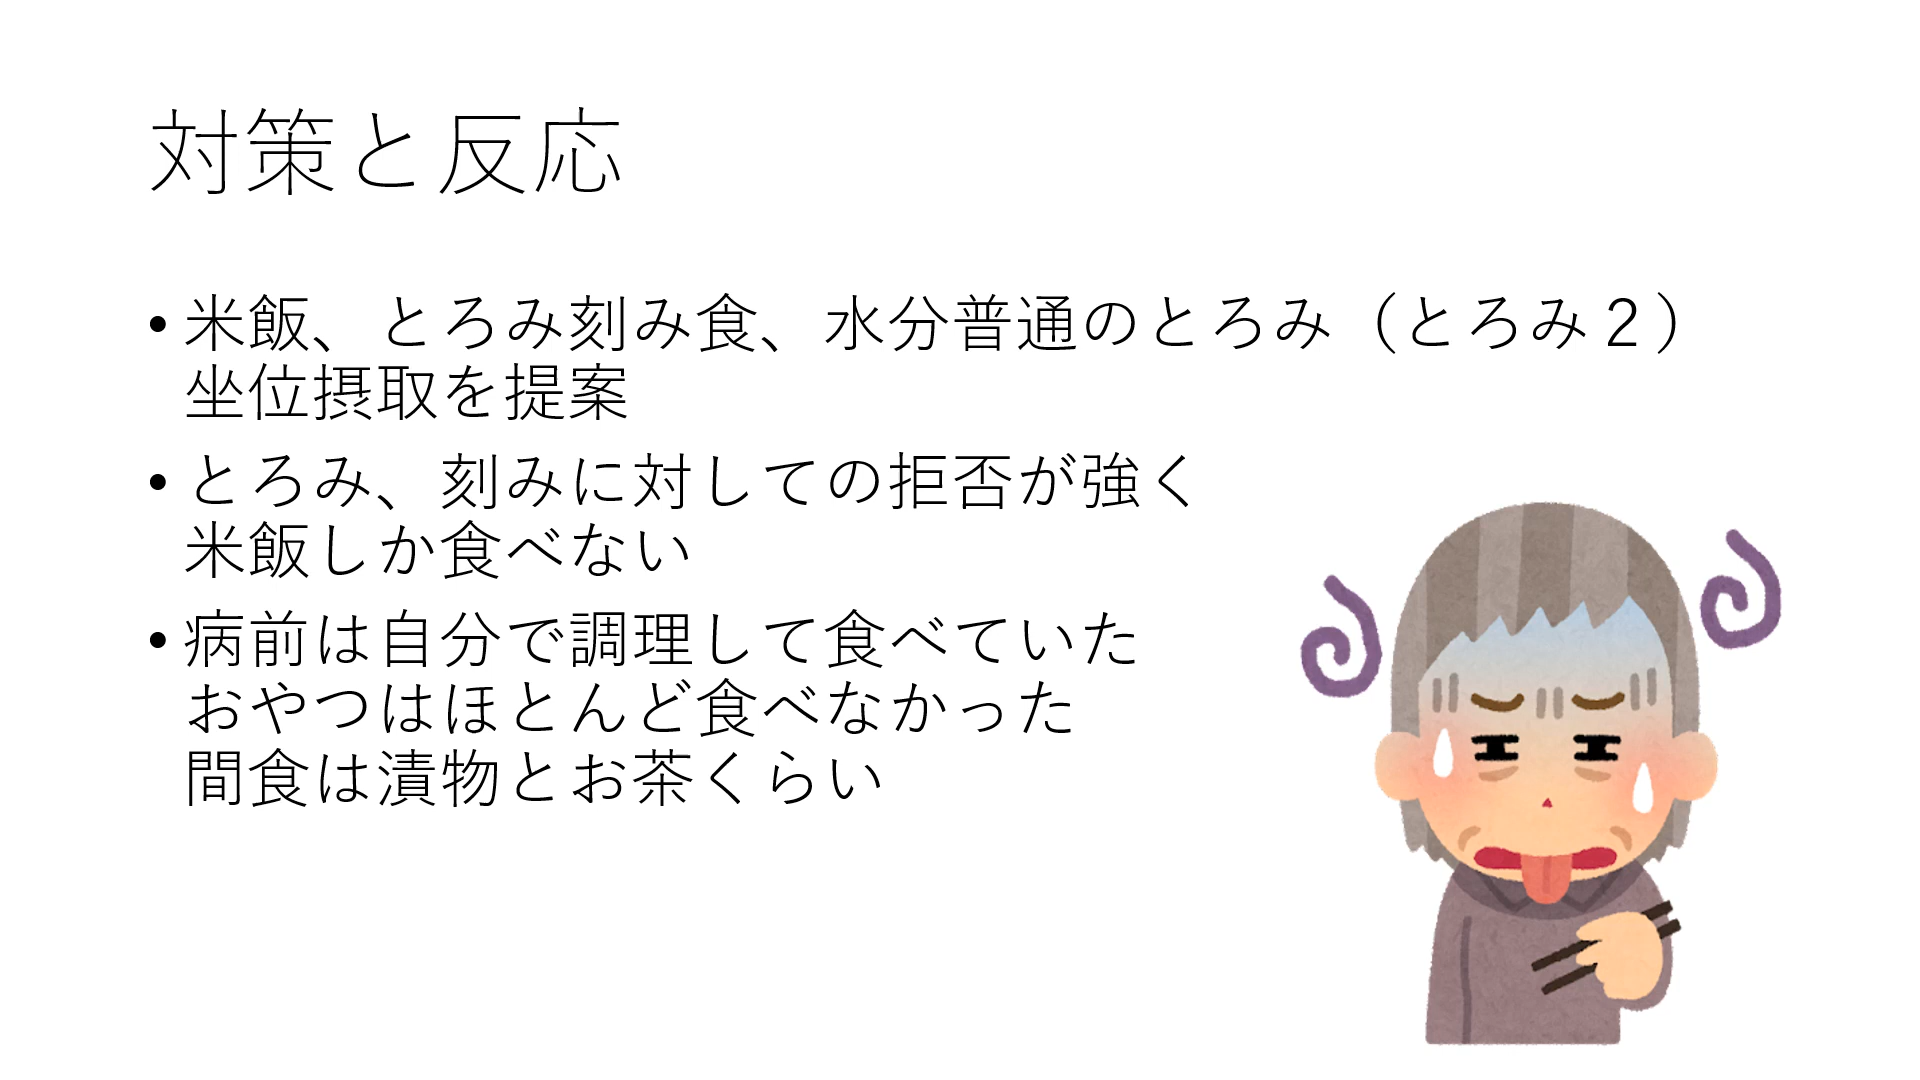 対策と反応
• 米飯、とろみ刻み食、水分普通のとろみ（とろみ２）
坐位摂取を提案
• とろみ、刻みに対しての拒否が強く
米飯しか食べない
• 病前は自分で調理して食べていた
おやつはほとんど食べなかった
間食は漬物とお茶くらい